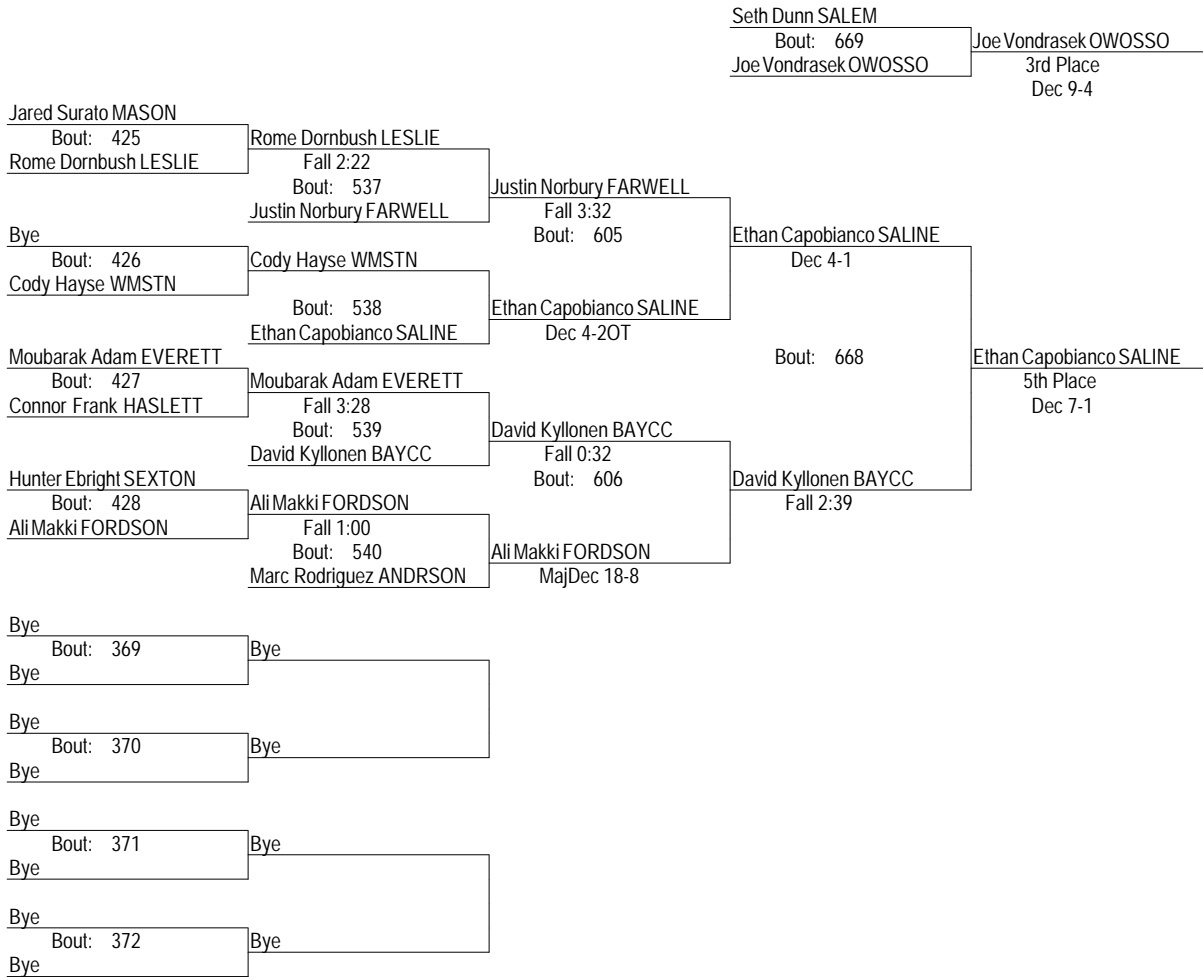 Seth Dunn SALEM
Bout: 669
Joe Vondrasek OWOSSO
Joe Vondrasek OWOSSO
3rd Place
Dec 9-4
Jared Surato MASON
Bout: 425
Rome Dornbush LESLIE
Rome Dornbush LESLIE
Fall 2:22
Bout: 537
Justin Norbury FARWELL
Justin Norbury FARWELL
Fall 3:32
Bout: 605
Bye
Bout: 426
Cody Hayse WMSTN
Cody Hayse WMSTN
Bout: 538
Ethan Capobianco SALINE
Ethan Capobianco SALINE
Dec 4-2OT
Ethan Capobianco SALINE
Dec 4-1
Bout: 668
Ethan Capobianco SALINE
5th Place
Dec 7-1
Moubarak Adam EVERETT
Bout: 427
Connor Frank HASLETT
Moubarak Adam EVERETT
Fall 3:28
Bout: 539
David Kyllonen BAYCC
David Kyllonen BAYCC
Fall 0:32
Bout: 606
David Kyllonen BAYCC
Fall 2:39
Hunter Ebright SEXTON
Bout: 428
Ali Makki FORDSON
Ali Makki FORDSON
Fall 1:00
Bout: 540
Marc Rodriguez ANDRSON
Ali Makki FORDSON
MajDec 18-8
Bye
Bout: 369
Bye
Bye
Bye
Bout: 370
Bye
Bye
Bye
Bout: 371
Bye
Bye
Bye
Bout: 372
Bye
Bye